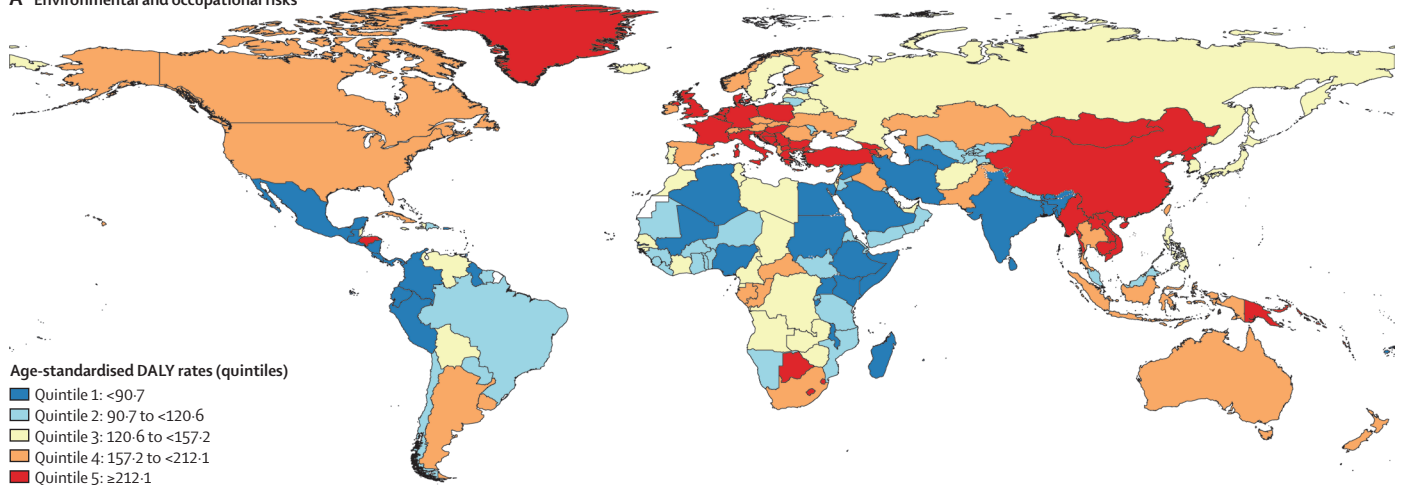 A Environmental and occupational risks
Age-standardised DALY rates (quintiles)
Quintile 1: <90·7
Quintile 2: 90·7 to <120·6
Quintile 3: 120·6 to <157·2
Quintile 4: 157·2 to <212·1
Quintile 5: ≥212·1